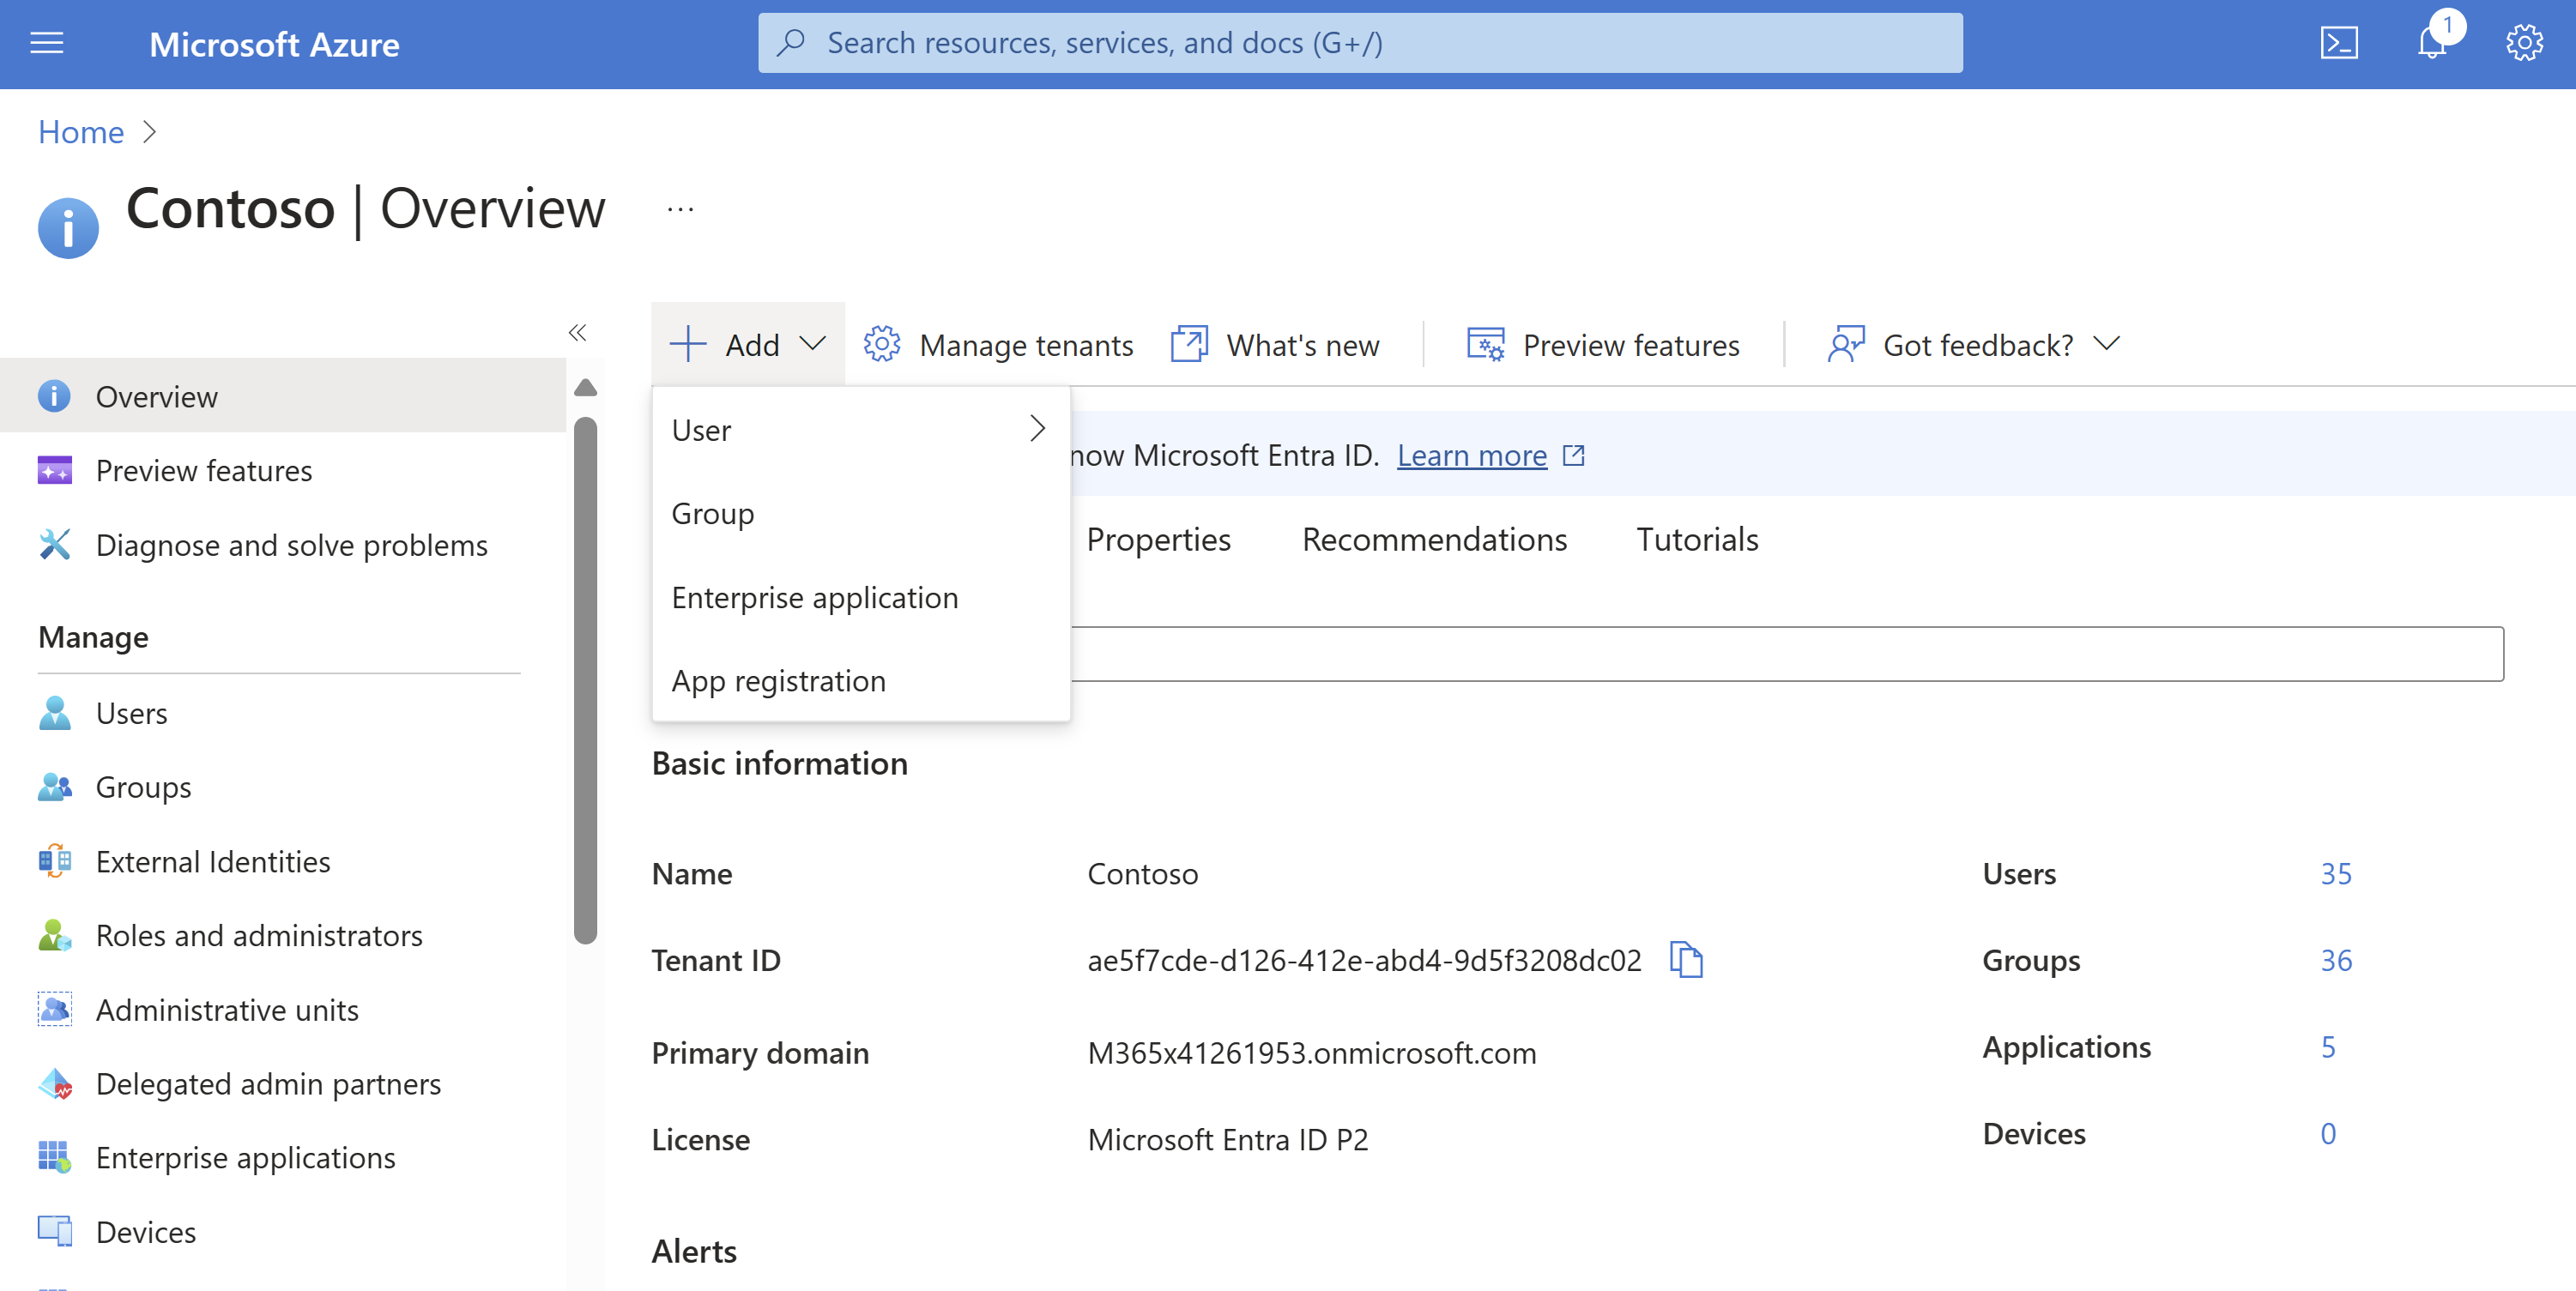 Microsoft Azure
Search resources, services, and docs (G+/)
1
Home
Contoso | Overview ...
Add
Manage tenants
What's new
Preview features
Got feedback?
Overview
Preview features
Diagnose and solve problems
Manage
Users
Groups
External Identities
Roles and administrators
Administrative units
Delegated admin partners
Enterprise applications
Devices
User
Group
Enterprise application
App registration
now Microsoft Entra ID. Learn more
Properties
Recommendations
Tutorials
Basic information
Name Contoso
Users 35
Tenant ID ae5f7cde-d126-412e-abd4-9d5f3208dc02
Groups 36
Primary domain M365x41261953.onmicrosoft.com
Applications 5
License Microsoft Entra ID P2
Devices 0
Alerts